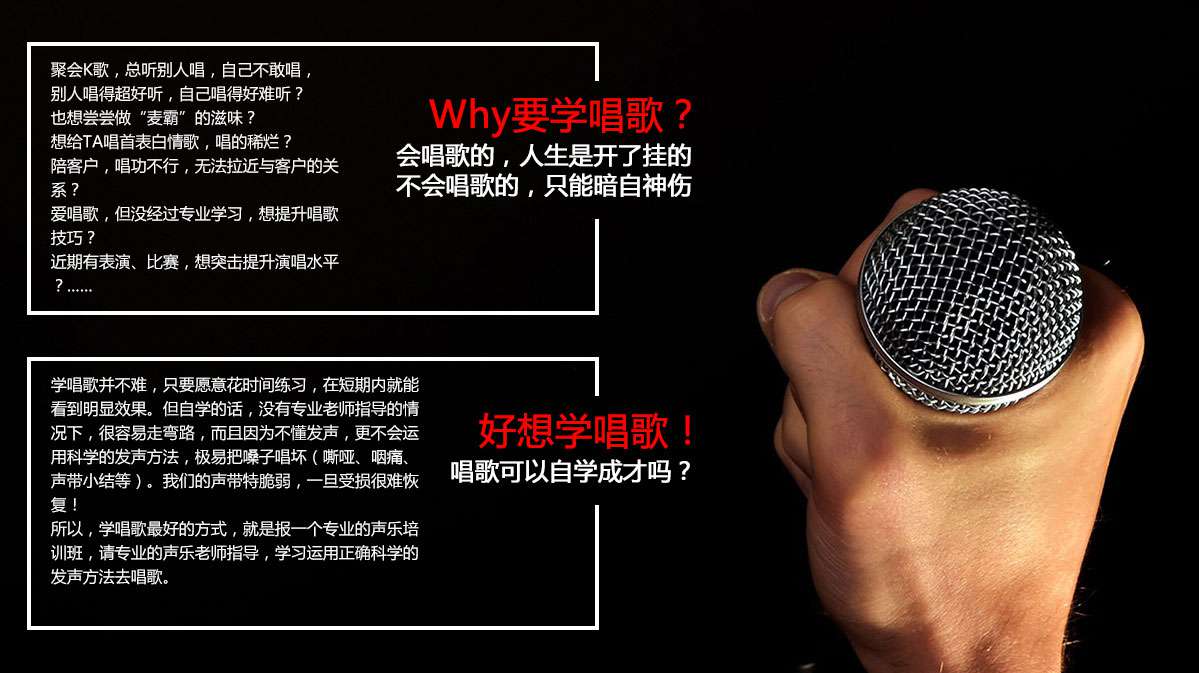 聚会K歌，总听别人唱，自己不敢唱，
别人唱得超好听，自己唱得好难听？
也想尝尝做“麦霸”的滋味？
想给TA唱首表白情歌，唱的稀烂？
陪客户，唱功不行，无法拉近与客户的关
系？
爱唱歌，但没经过专业学习，想提升唱歌
技巧？
近期有表演、比赛，想突击提升演唱水平
？......
Why要学唱歌？
会唱歌的，人生是开了挂的
不会唱歌的，只能暗自神伤
学唱歌并不难，只要愿意花时间练习，在短期内就能
看到明显效果。但自学的话，没有专业老师指导的情
况下，很容易走弯路，而且因为不懂发声，更不会运
用科学的发声方法，极易把嗓子唱坏（嘶哑、咽痛、
声带小结等）。我们的声带特脆弱，一旦受损很难恢
复！
所以，学唱歌最好的方式，就是报一个专业的声乐培
训班，请专业的声乐老师指导，学习运用正确科学的
发声方法去唱歌。
好想学唱歌！
唱歌可以自学成才吗？